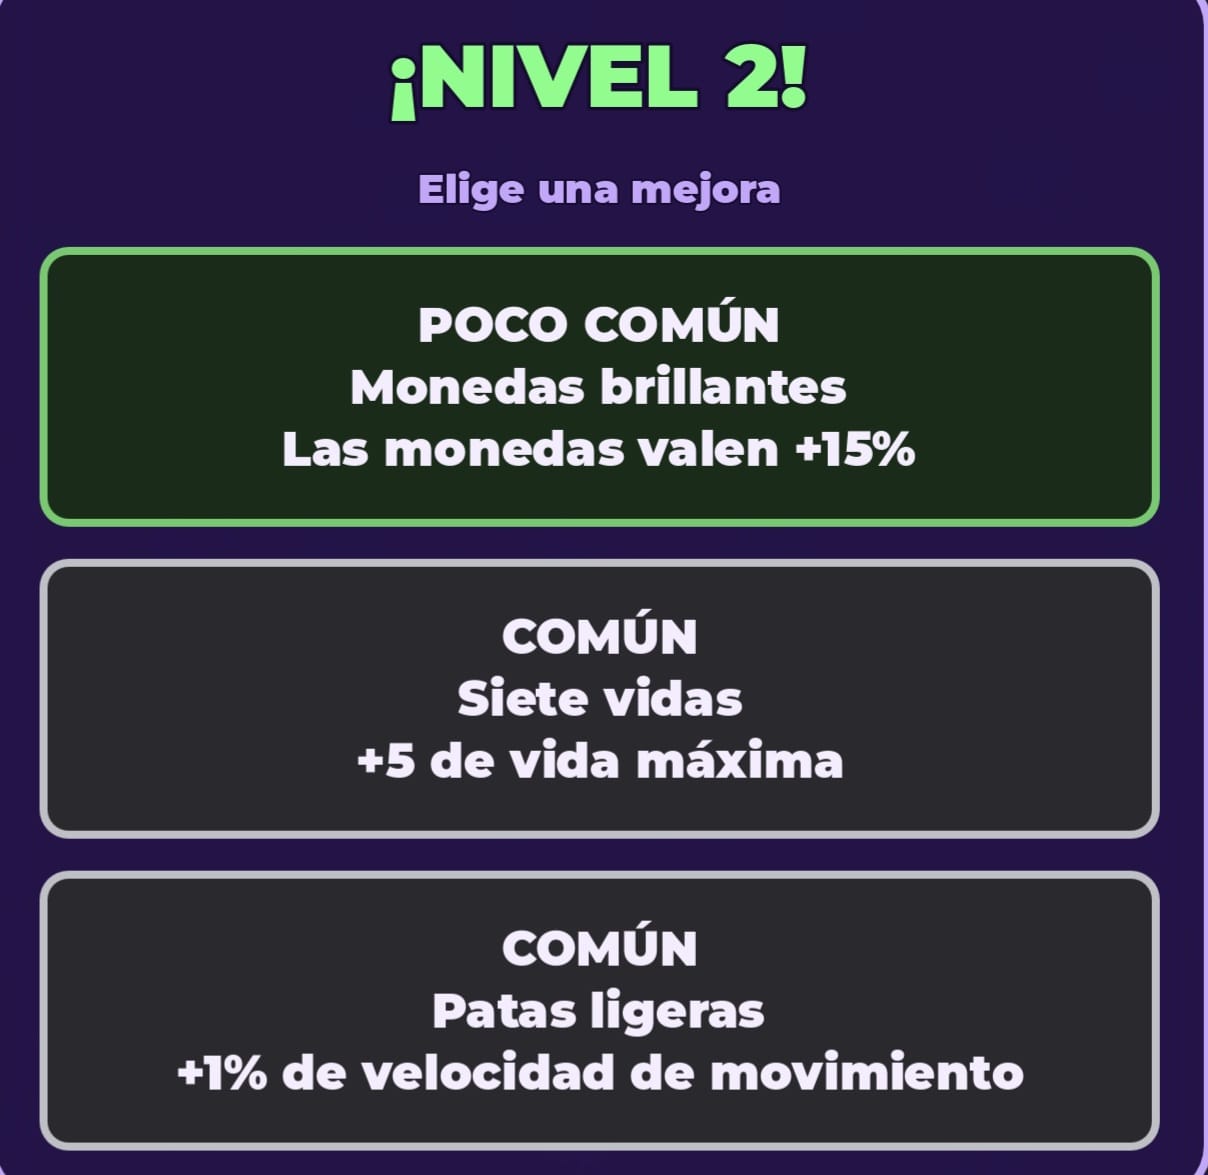 ¡NIVEL 2!
Elige una mejora
POCO COMÚN
Monedas brillantes
Las monedas valen +15%
COMÚN
Siete vidas
+5 de vida máxima
COMÚN
Patas ligeras
+1% de velocidad de movimiento